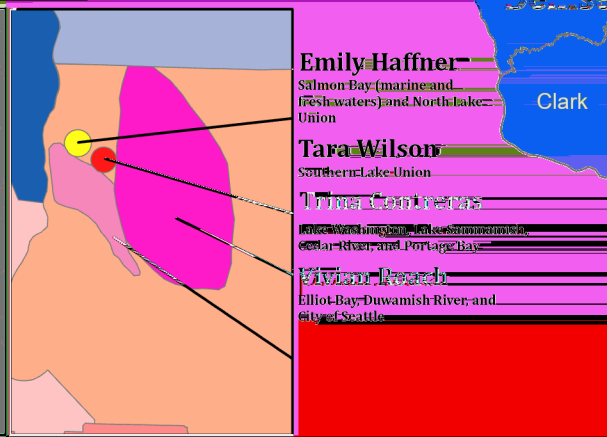 Emily Haffner
Salmon Bay (marine and
fresh waters) and North Lake
Union
Clark
Tara Wilson
Southern Lake Union
Trina Contreras
Lake Washington, Lake Sammamish,
Cedar River, and Portage Bay
Vivian Roach
Elliot Bay, Duwamish River, and
City of Seattle